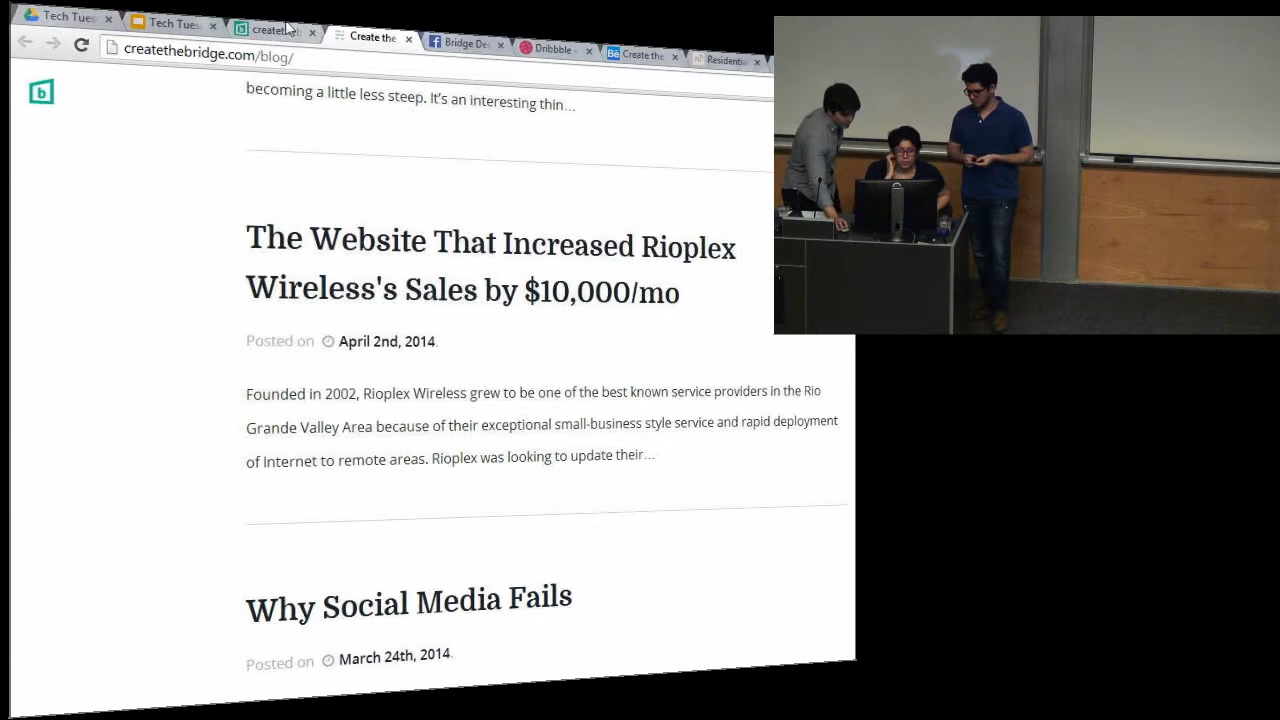 Tech Tues
Tech Tues
createtheb
Create the
Bridge Des
Dribbble -
Create the
Residentia
createthebridge.com/blog/
b
becoming a little less steep. It's an interesting thin…
The Website That Increased Rioplex
Wireless's Sales by $10,000/mo
Posted on April 2nd, 2014.
Founded in 2002, Rioplex Wireless grew to be one of the best known service providers in the Rio
Grande Valley Area because of their exceptional small-business style service and rapid deployment
of Internet to remote areas. Rioplex was looking to update their…
Why Social Media Fails
Posted on March 24th, 2014.